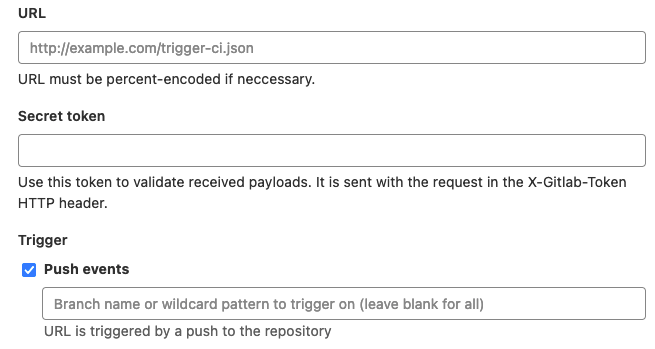 URL
http://example.com/trigger-ci.json
URL must be percent-encoded if neccessary.
Secret token
Use this token to validate received payloads. It is sent with the request in the X-Gitlab-Token
HTTP header.
Trigger
Push events
Branch name or wildcard pattern to trigger on (leave blank for all)
URL is triggered by a push to the repository